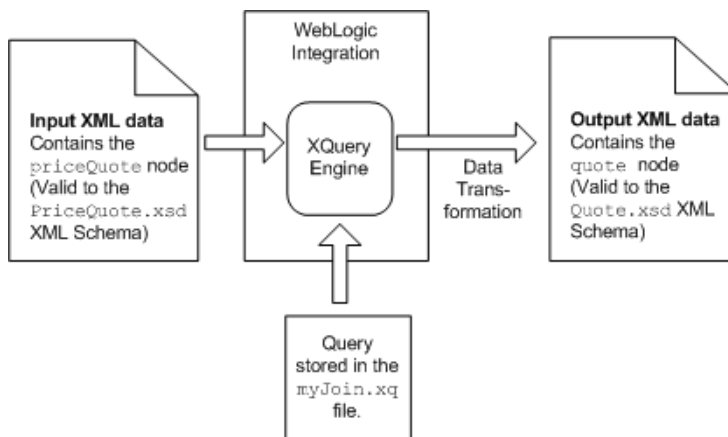 WebLogic
Integration
Input XML data
Contains the
priceQuote node
(Valid to the
PriceQuote.xsd
XML Schema)
XQuery
Engine
Data
Trans-
formation
Output XML data
Contains the
quote node
(Valid to the
Quote.xsd XML
Schema)
Query
stored in the
myJoin.xq
file.